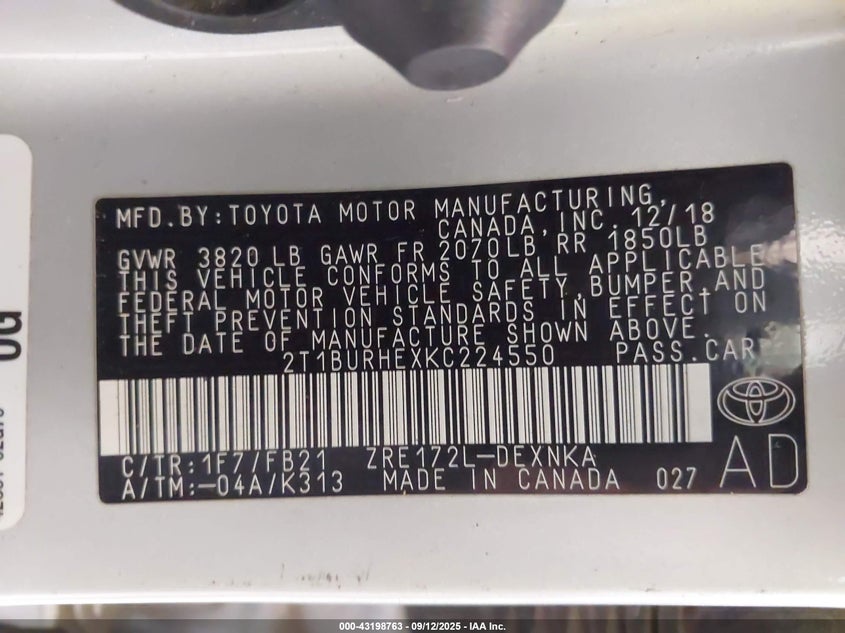 MFD.BY:TOYOTA MOTOR MANUFACTURING,
CANADA,INC. 12/18
GVWR 3820 LB GAWR FR 2070LB RR 1850LB
THIS VEHICLE CONFORMS TO ALL APPLICABLE
FEDERAL MOTOR VEHICLE SAFETY,BUMPER,AND
THEFT PREVENTION STANDARDS IN EFFECT ON
THE DATE OF MANUFACTURE SHOWN ABOVE.
2T1BURHEXKC224550 PASS.CAR
C/TR:1F7/FB21 ZRE172L-DEXNKA
A/TM:-04A/K313 MADE IN CANADA 027
AD
000-43198763 - 09/12/2025 - IAA Inc.